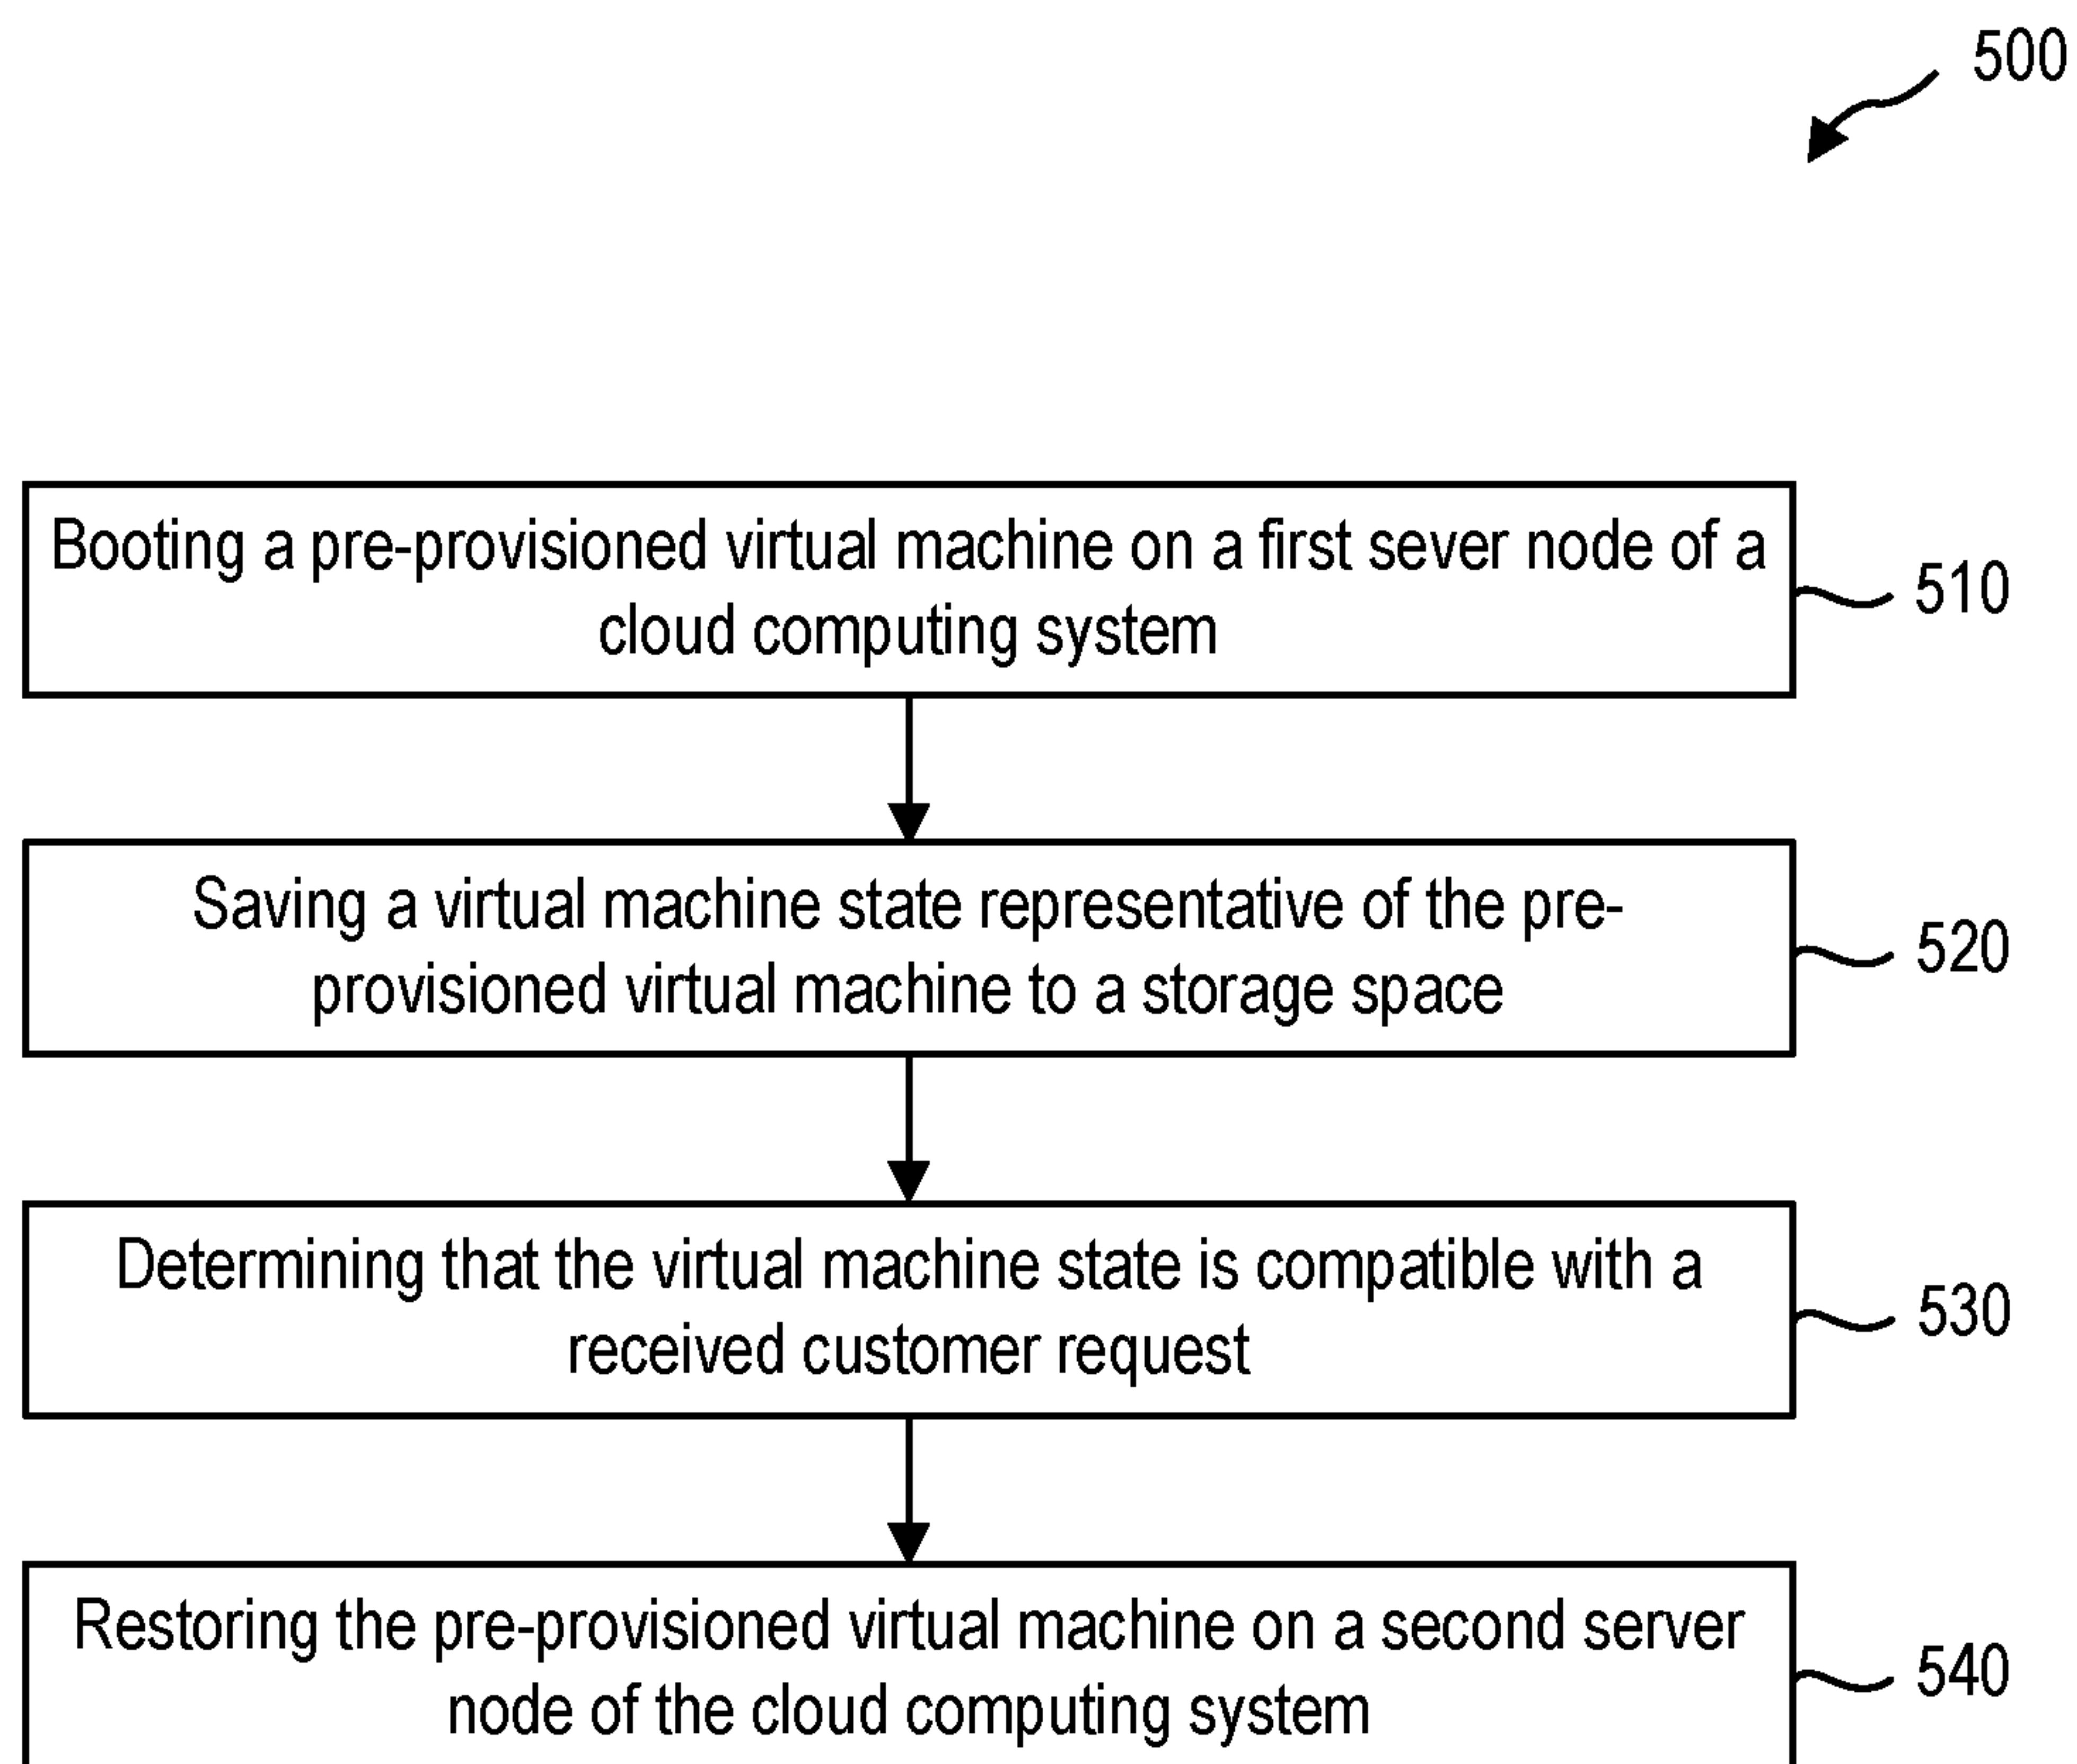 500
Booting a pre-provisioned virtual machine on a first sever node of a
cloud computing system
510
Saving a virtual machine state representative of the pre-
provisioned virtual machine to a storage space
520
Determining that the virtual machine state is compatible with a
received customer request
530
Restoring the pre-provisioned virtual machine on a second server
node of the cloud computing system
540